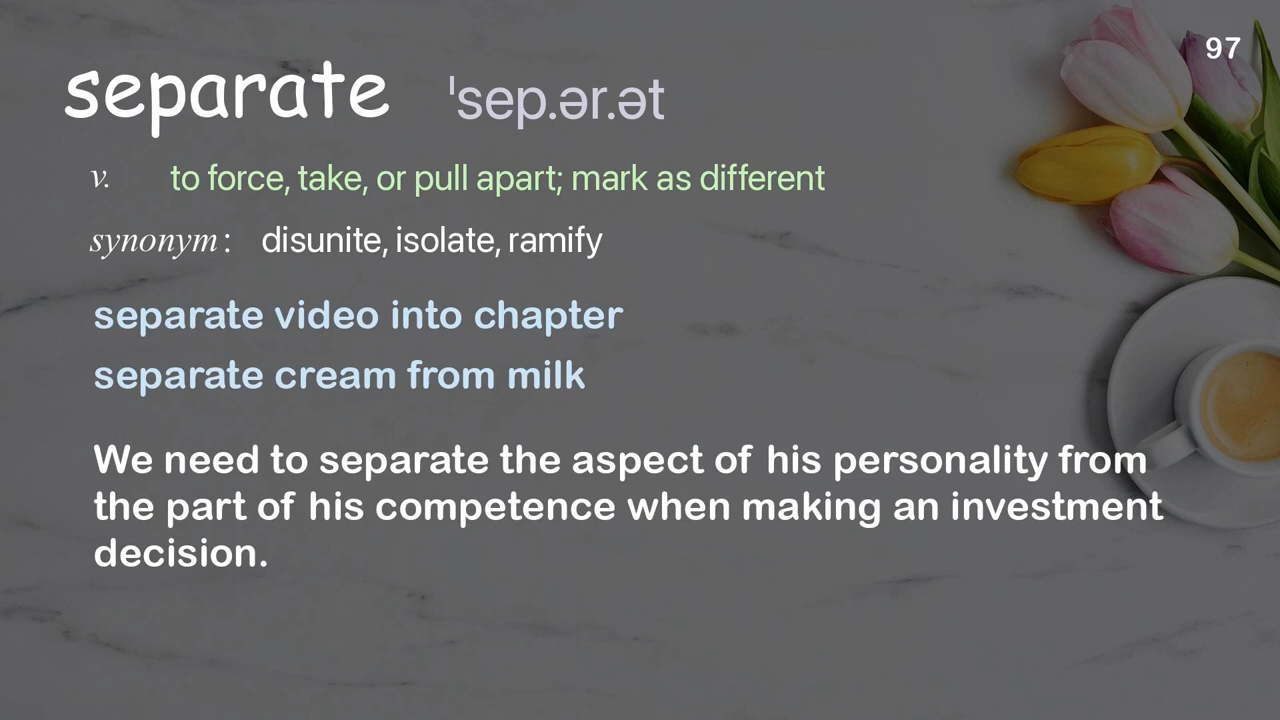 97
separate ˈsep.ər.ət
v. to force, take, or pull apart; mark as different
synonym: disunite, isolate, ramify
separate video into chapter
separate cream from milk
We need to separate the aspect of his personality from
the part of his competence when making an investment
decision.